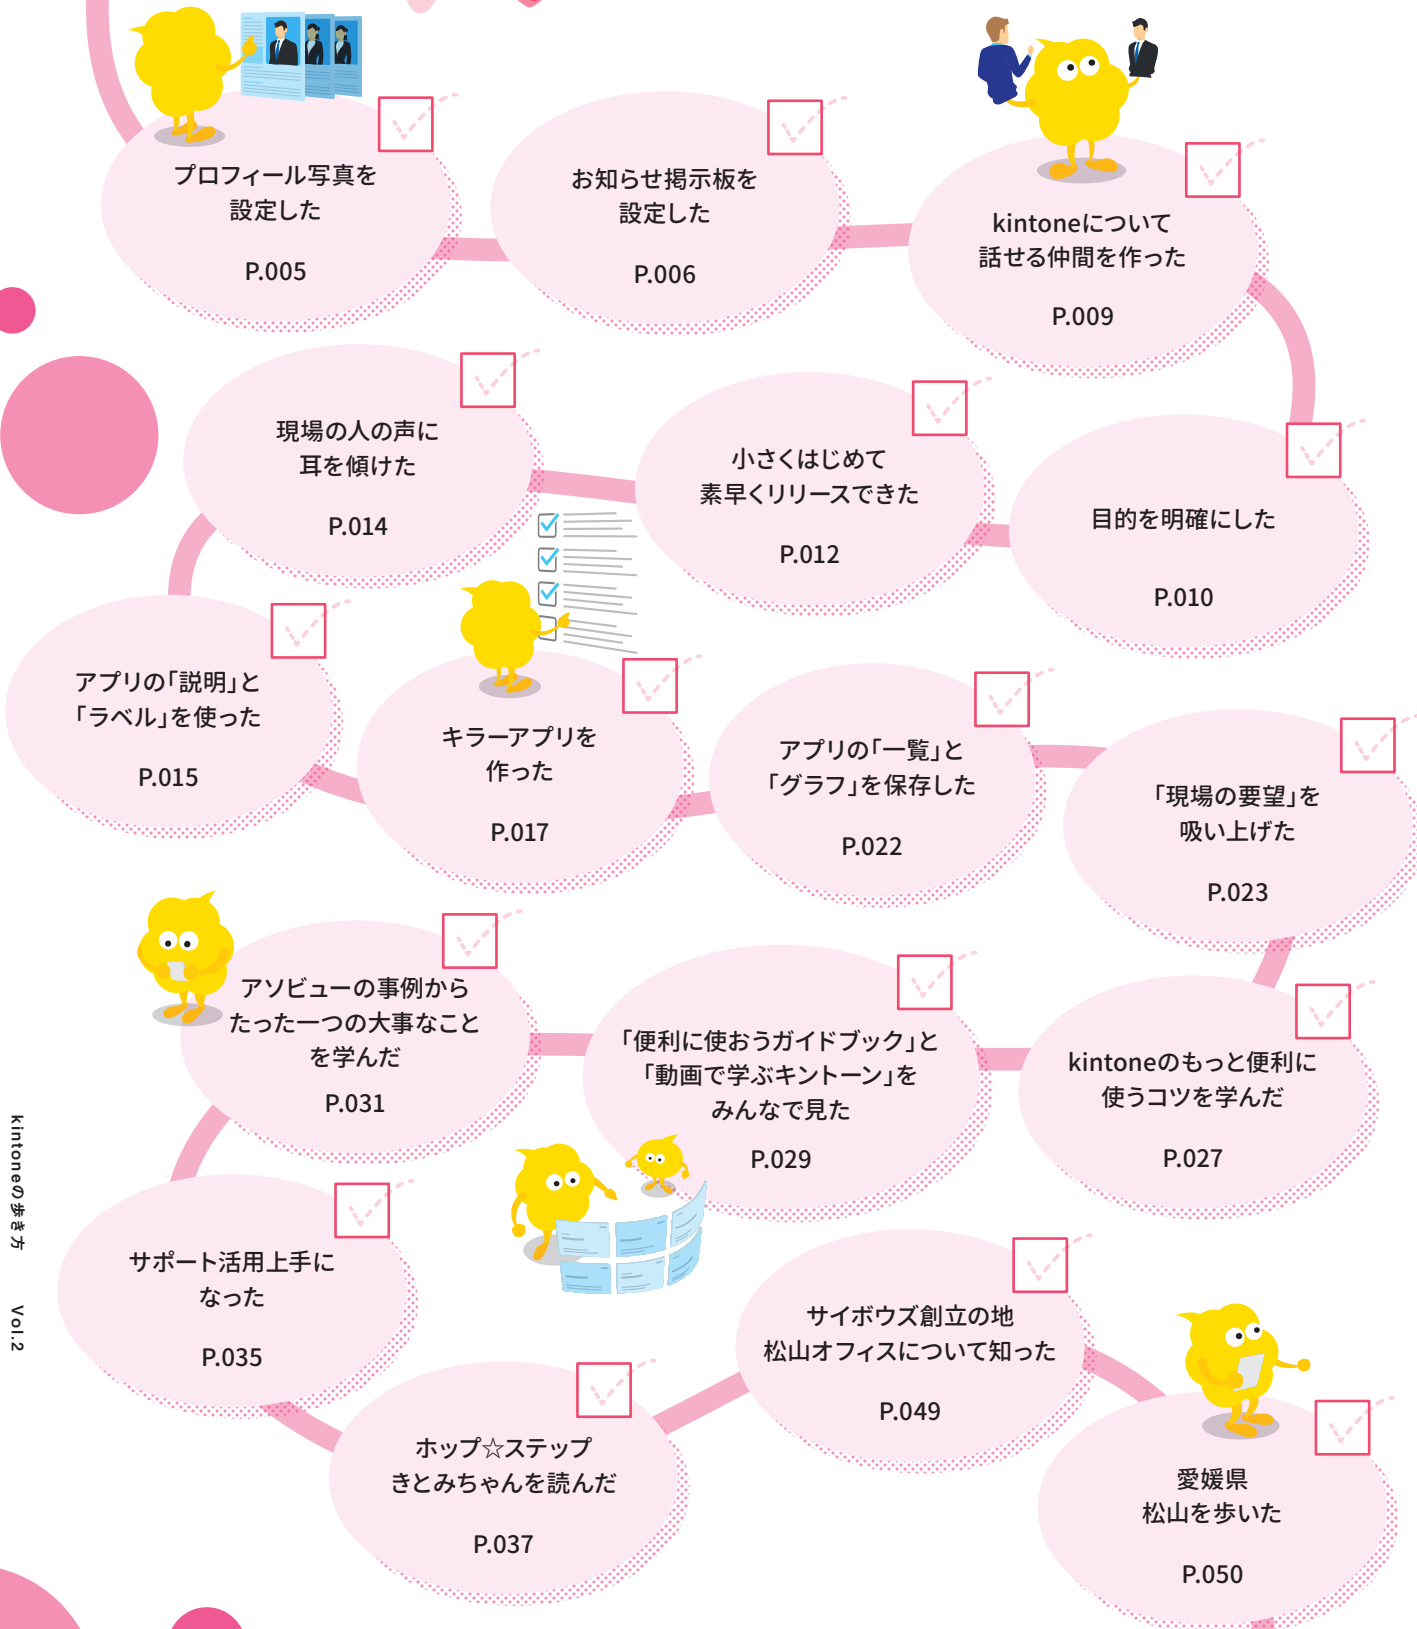 プロフィール写真を
設定した
P.005
お知らせ掲示板を
設定した
P.006
kintoneについて
話せる仲間を作った
P.009
目的を明確にした
P.010
小さくはじめて
素早くリリースできた
P.012
現場の人の声に
耳を傾けた
P.014
アプリの「説明」と
「ラベル」を使った
P.015
キラーアプリを
作った
P.017
アプリの「一覧」と
「グラフ」を保存した
P.022
「現場の要望」を
吸い上げた
P.023
kintoneのもっと便利に
使うコツを学んだ
P.027
「便利に使おうガイドブック」と
「動画で学ぶキントーン」を
みんなで見た
P.029
アソビューの事例から
たった一つの大事なこと
を学んだ
P.031
サポート活用上手に
なった
P.035
ホップ☆ステップ
きとみちゃんを読んだ
P.037
サイボウズ創立の地
松山オフィスについて知った
P.049
愛媛県
松山を歩いた
P.050
kintoneの歩き方 Vol.2